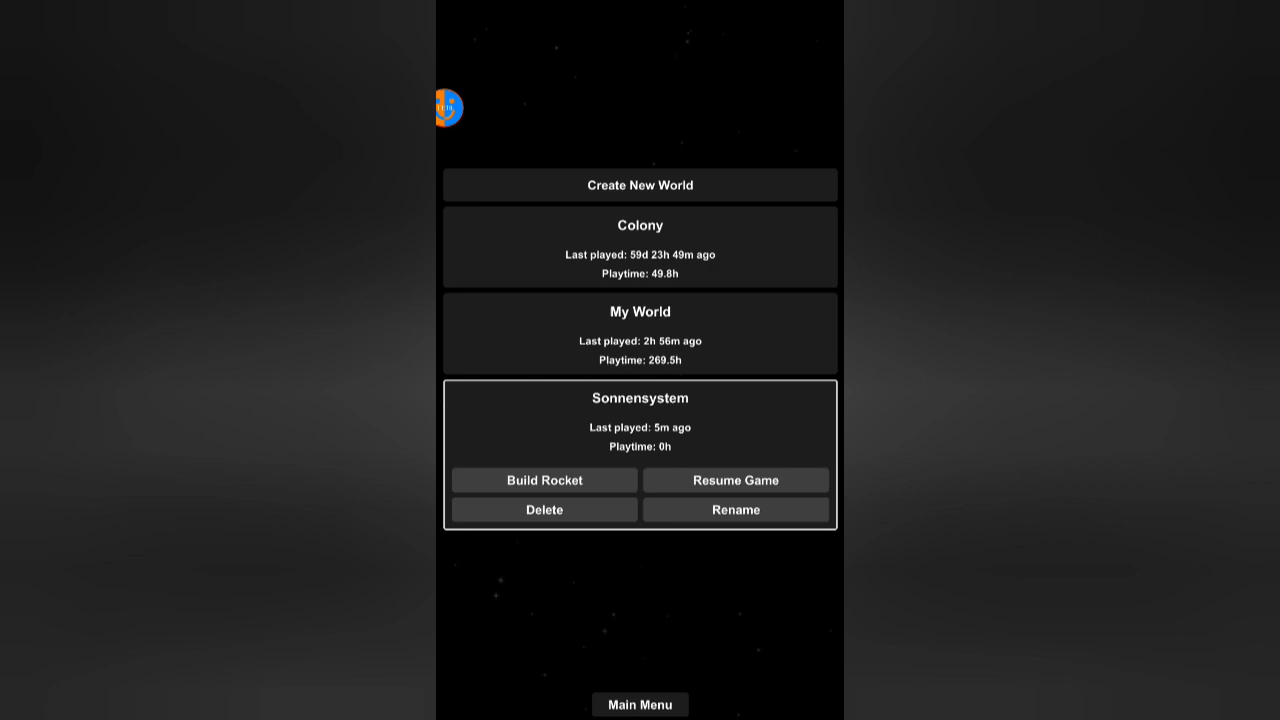 Create New World
Colony
Last played: 59d 23h 49m ago
Playtime: 49.8h
My World
Last played: 2h 56m ago
Playtime: 269.5h
Sonnensystem
Last played: 5m ago
Playtime: 0h
Build Rocket
Resume Game
Delete
Rename
Main Menu